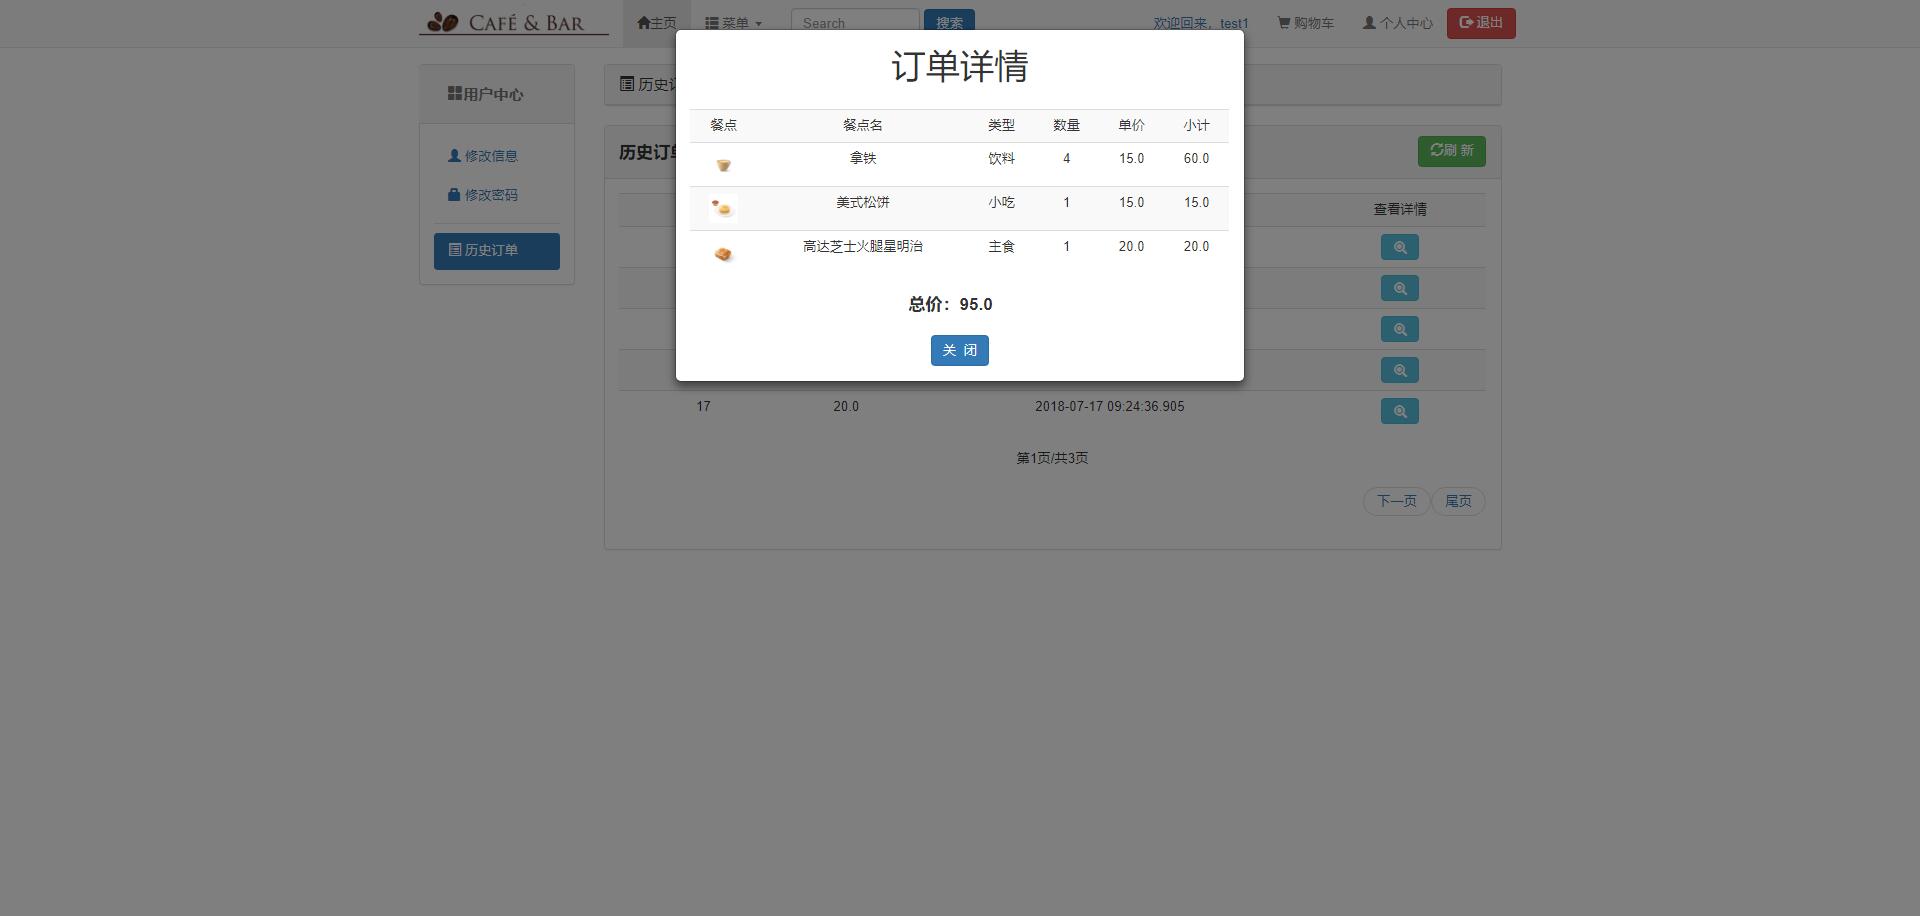 CAFÉ & BAR 主页 菜单 Search 搜索 欢迎回来，test1 购物车 个人中心 退出
订单详情
用户中心
修改信息
修改密码
历史订单
餐点 餐点名 类型 数量 单价 小计
拿铁 饮料 4 15.0 60.0
美式松饼 小吃 1 15.0 15.0
高达芝士火腿星明治 主食 1 20.0 20.0
总价：95.0
关 闭
历史订
历史订单
刷 新
查看详情
17 20.0 2018-07-17 09:24:36.905
第1页/共3页
下一页 尾页